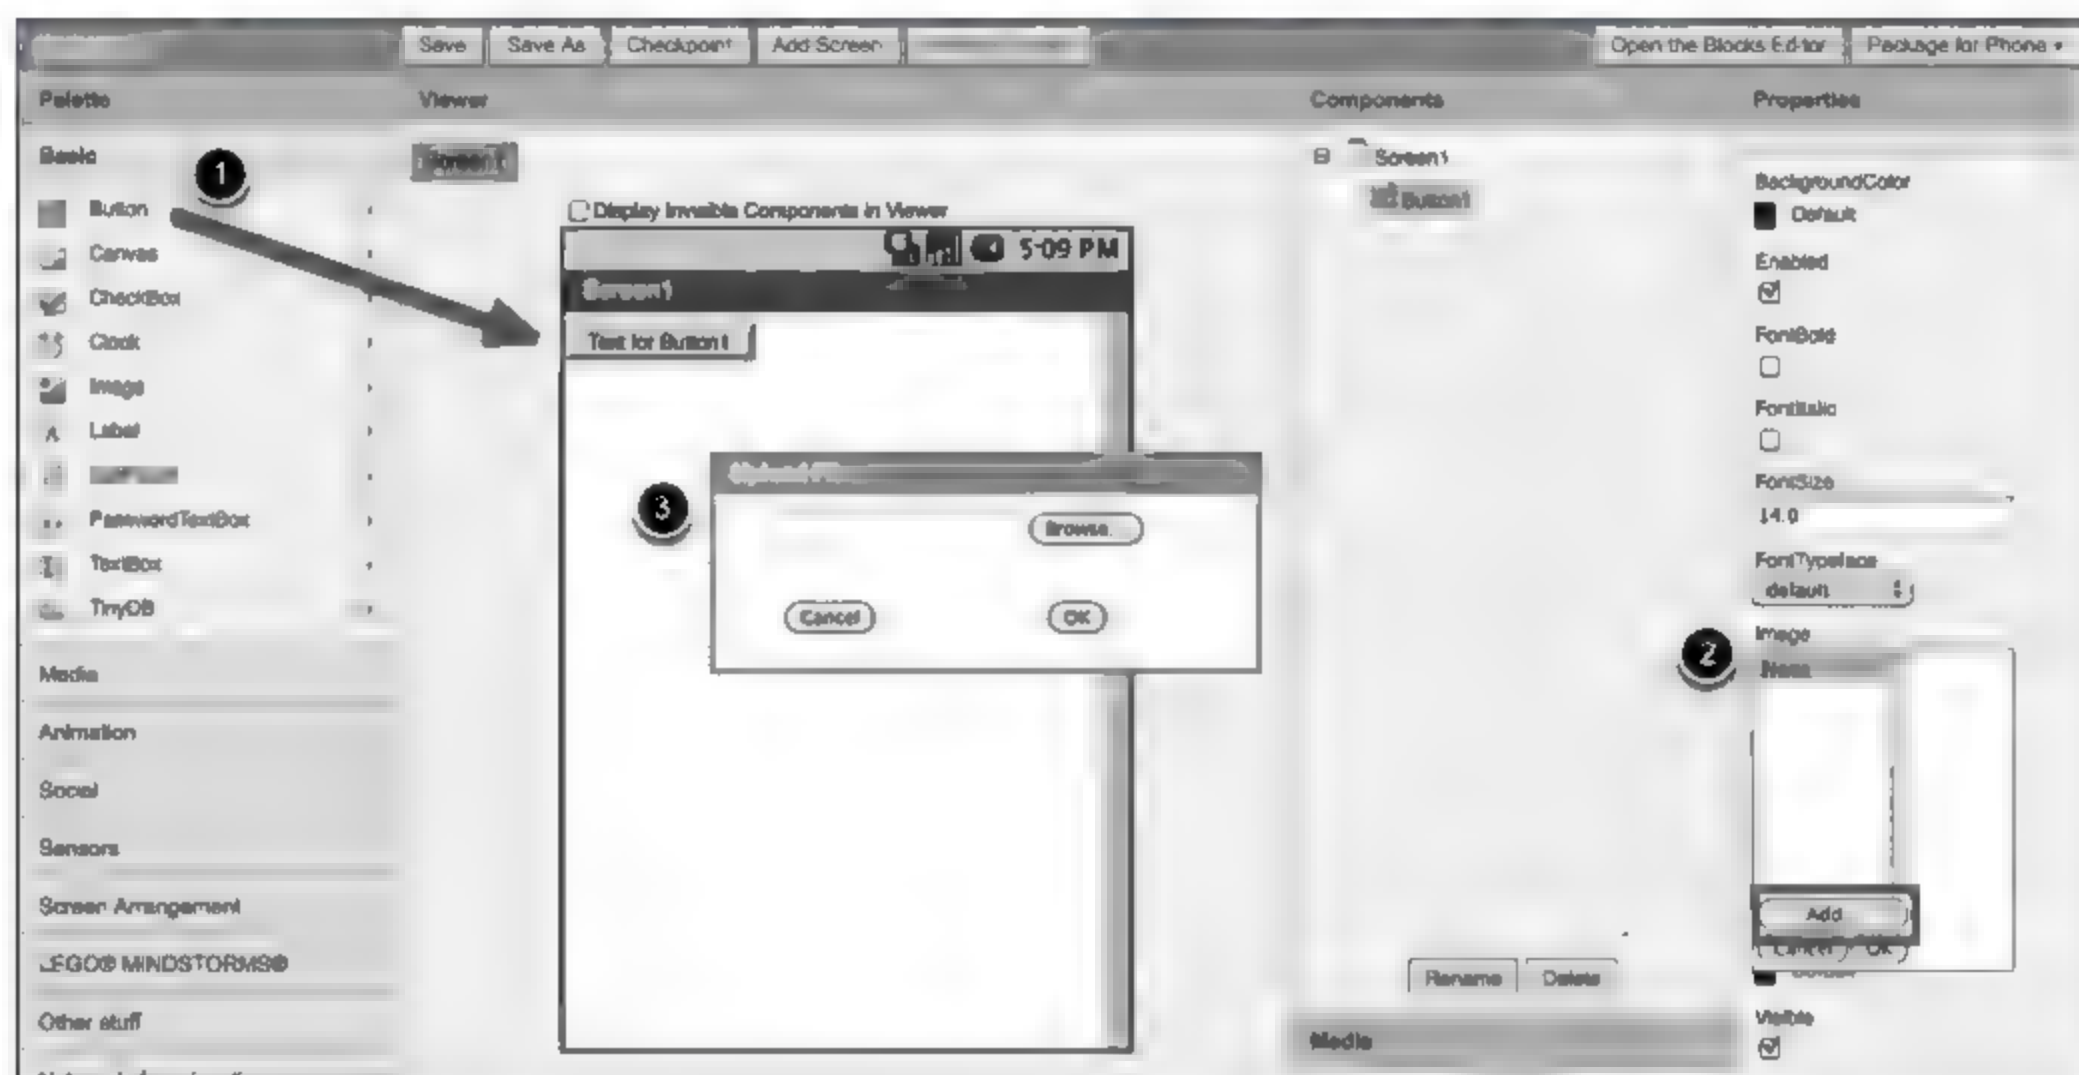 Save Save As Checkpoint Add Screen Open the Blocks Editor Package for Phone
Palette Viewer Components Properties
Basic
1
Button
Canvas
CheckBox
Clock
Image
Label
PasswordTextBox
TextBox
TinyDB
Media
Animation
Social
Sensors
Screen Arrangement
LEGO® MINDSTORMS®
Other stuff
Screen1
Display Invisible Components in Viewer
5:09 PM
Screen1
Text for Button1
3
Browse...
Cancel OK
Screen1
Button1
Rename Delete
Media
BackgroundColor
Default
Enabled
FontBold
FontItalic
FontSize
14.0
FontTypeface
default
Image
2
None...
Add
Cancel OK
Visible